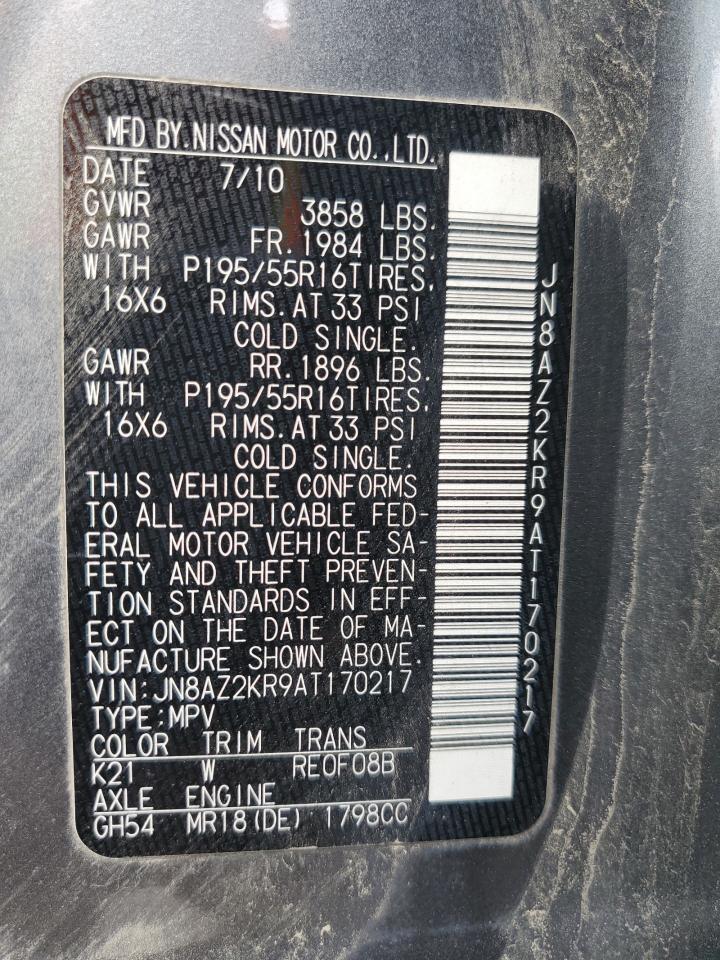 MFD BY.NISSAN MOTOR CO.,LTD.
DATE 7/10
GVWR 3858 LBS.
GAWR FR.1984 LBS.
WITH P195/55R16TIRES.
16X6 RIMS.AT 33 PSI
COLD SINGLE.
GAWR RR.1896 LBS.
WITH P195/55R16TIRES.
16X6 RIMS.AT 33 PSI
COLD SINGLE.
THIS VEHICLE CONFORMS
TO ALL APPLICABLE FED-
ERAL MOTOR VEHICLE SA-
FETY AND THEFT PREVEN-
TION STANDARDS IN EFF-
ECT ON THE DATE OF MA-
NUFACTURE SHOWN ABOVE.
VIN:JN8AZ2KR9AT170217
TYPE:MPV
COLOR TRIM TRANS
K21 W RE0F08B
AXLE ENGINE
GH54 MR18(DE) 1798CC
JN8AZ2KR9AT170217